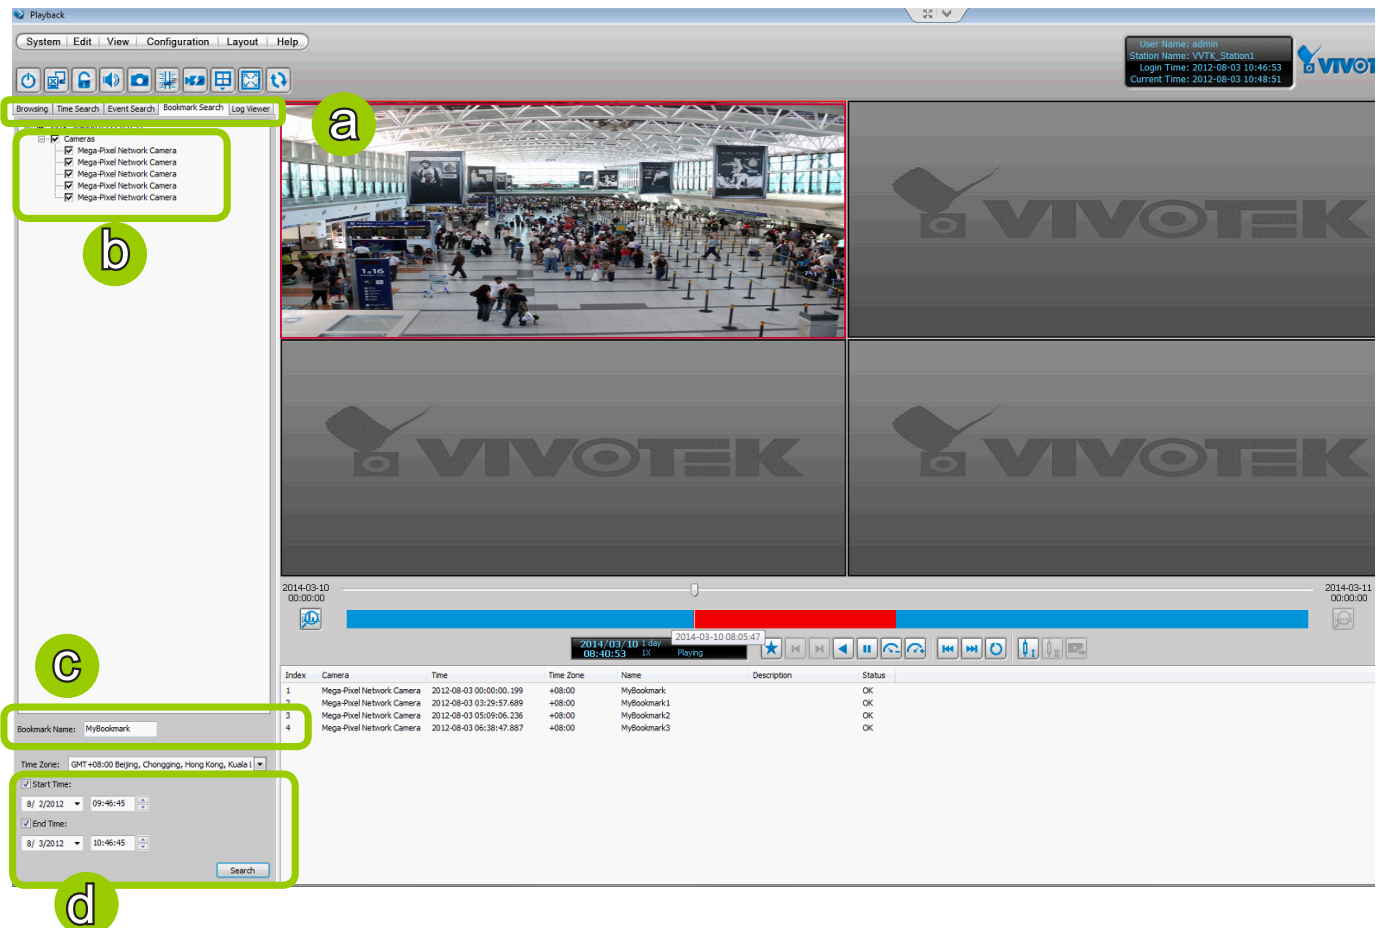 Playback
System Edit View Configuration Layout Help
User Name: admin
Station Name: VVTK_Station1
Login Time: 2012-08-03 10:46:53
Current Time: 2012-08-03 10:48:51
VIVOT
Browsing Time Search Event Search Bookmark Search Log Viewer
a
Cameras
Mega-Pixel Network Camera
Mega-Pixel Network Camera
Mega-Pixel Network Camera
Mega-Pixel Network Camera
Mega-Pixel Network Camera
b
1a16
VIVOTEK
VIVOTEK
VIVOTEK
2014-03-10
00:00:00
2014-03-11
00:00:00
2014-03-10 08:05:47
2014/03/10 1 day
08:40:53 1X Playing
Index Camera Time Time Zone Name Description Status
1 Mega-Pixel Network Camera 2012-08-03 00:00:00.199 +08:00 MyBookmark OK
2 Mega-Pixel Network Camera 2012-08-03 03:29:57.689 +08:00 MyBookmark1 OK
3 Mega-Pixel Network Camera 2012-08-03 05:09:06.236 +08:00 MyBookmark2 OK
4 Mega-Pixel Network Camera 2012-08-03 06:38:47.887 +08:00 MyBookmark3 OK
c
Bookmark Name: MyBookmark
Time Zone: GMT+08:00 Beijing, Chongqing, Hong Kong, Kuala L
Start Time:
8/ 2/2012 09:46:45
End Time:
8/ 3/2012 10:46:45
Search
d